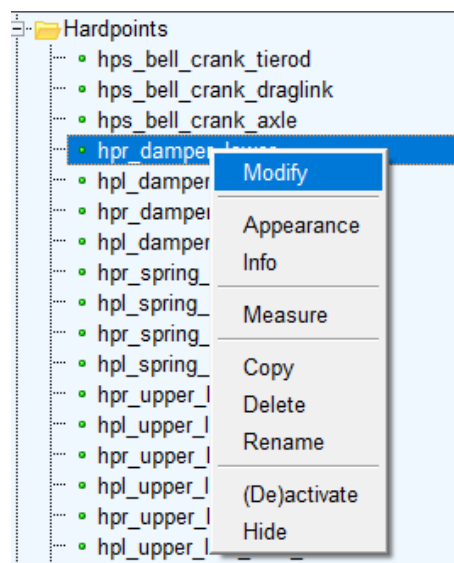 Hardpoints
hps_bell_crank_tierod
hps_bell_crank_draglink
hps_bell_crank_axle
hpr_damper_lower
hpl_damper
hpr_damper
hpl_damper
hpr_spring_
hpl_spring_
hpr_spring_
hpl_spring_
hpr_upper_l
hpl_upper_l
hpr_upper_l
hpl_upper_l
hpr_upper_l
hpl_upper_l
Modify
Appearance
Info
Measure
Copy
Delete
Rename
(De)activate
Hide